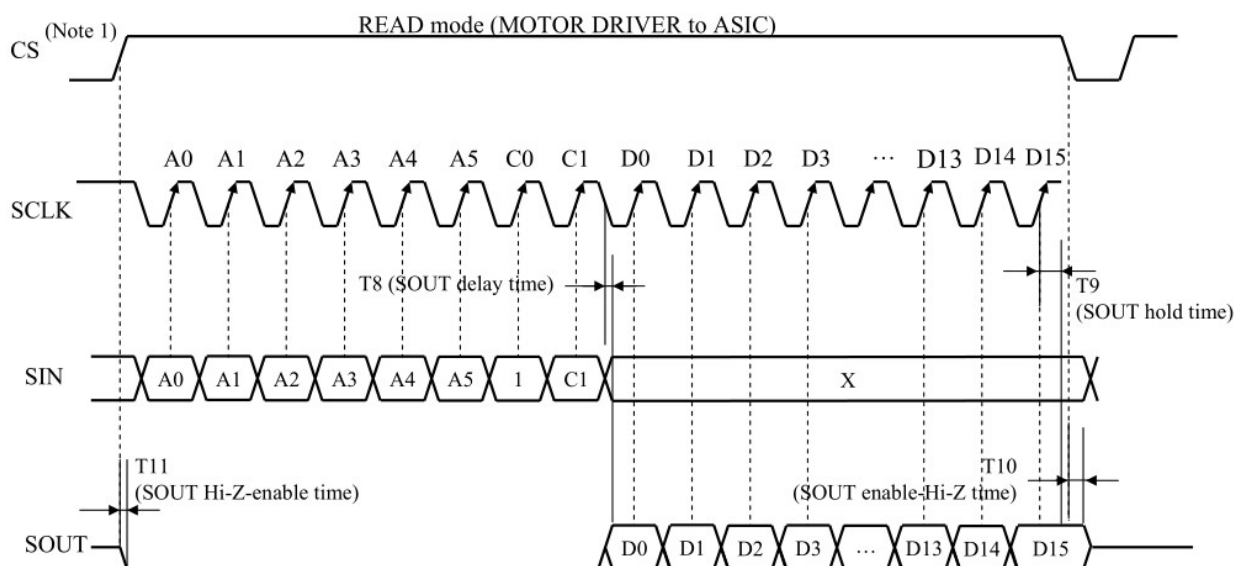 (Note 1) READ mode (MOTOR DRIVER to ASIC)
CS
A0 A1 A2 A3 A4 A5 C0 C1 D0 D1 D2 D3 ... D13 D14 D15
SCLK
T8 (SOUT delay time)
T9
(SOUT hold time)
SIN A0 A1 A2 A3 A4 A5 1 C1 X
T11
(SOUT Hi-Z-enable time)
T10
(SOUT enable-Hi-Z time)
SOUT D0 D1 D2 D3 ... D13 D14 D15